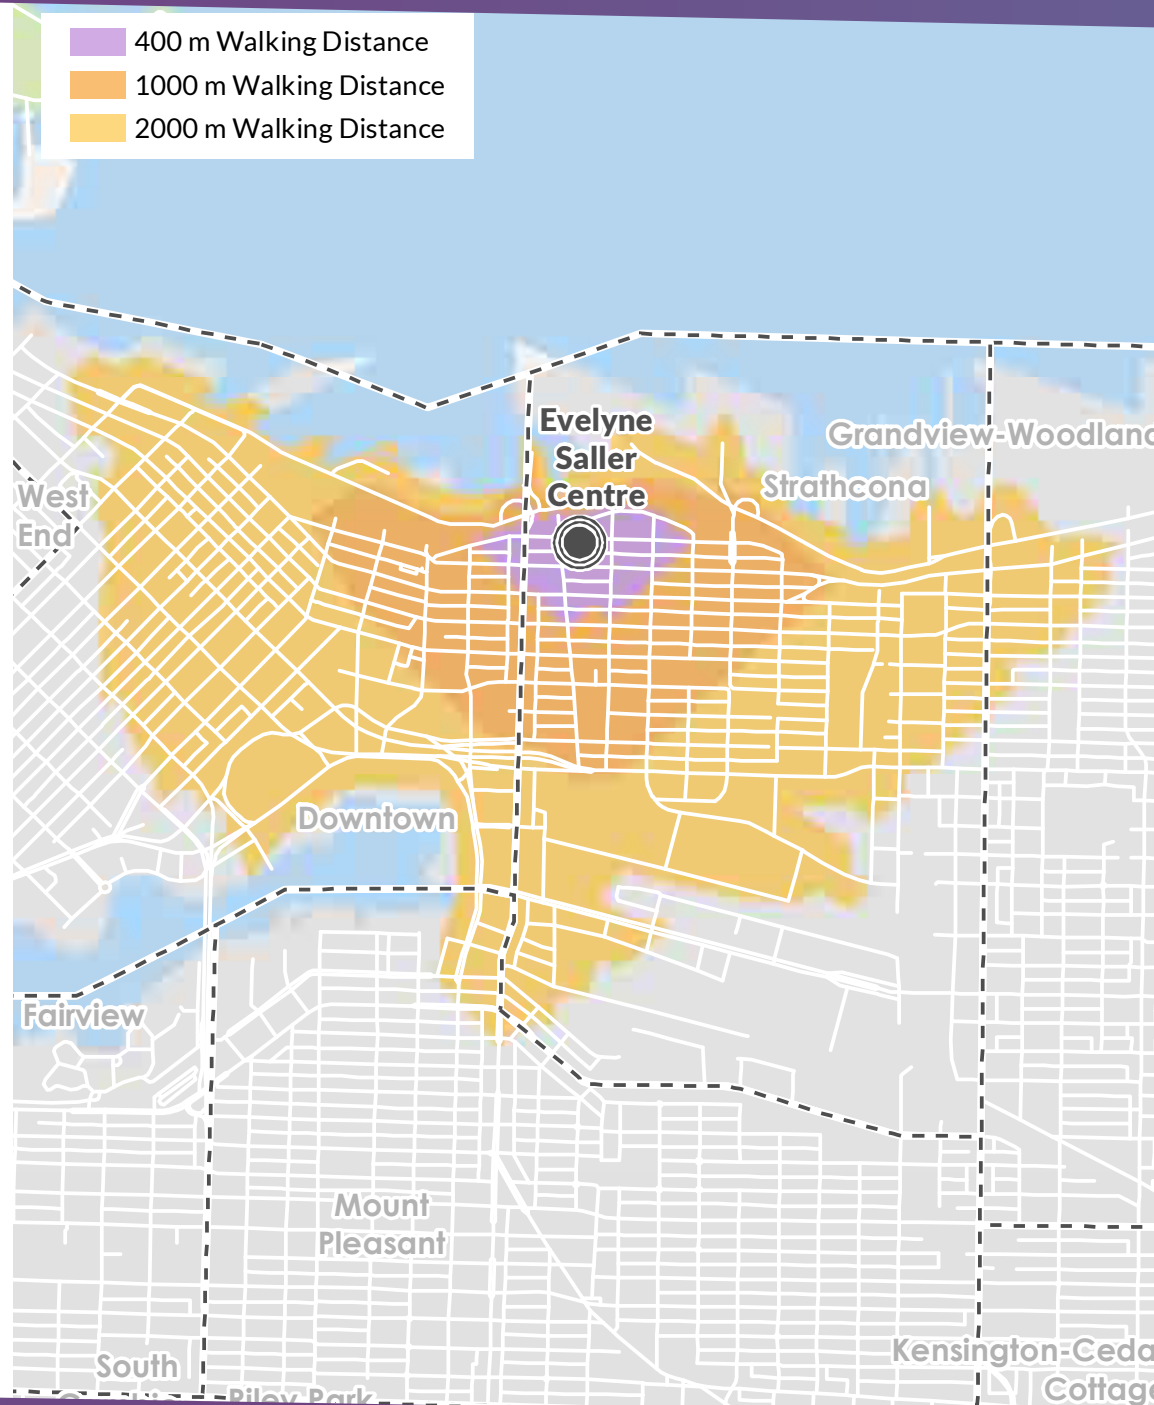 400 m Walking Distance
1000 m Walking Distance
2000 m Walking Distance
Evelyne
Saller
Centre
Grandview-Woodland
Strathcona
West
End
Downtown
Fairview
Mount
Pleasant
Kensington-Ceda
Cottage
South
Riley Park